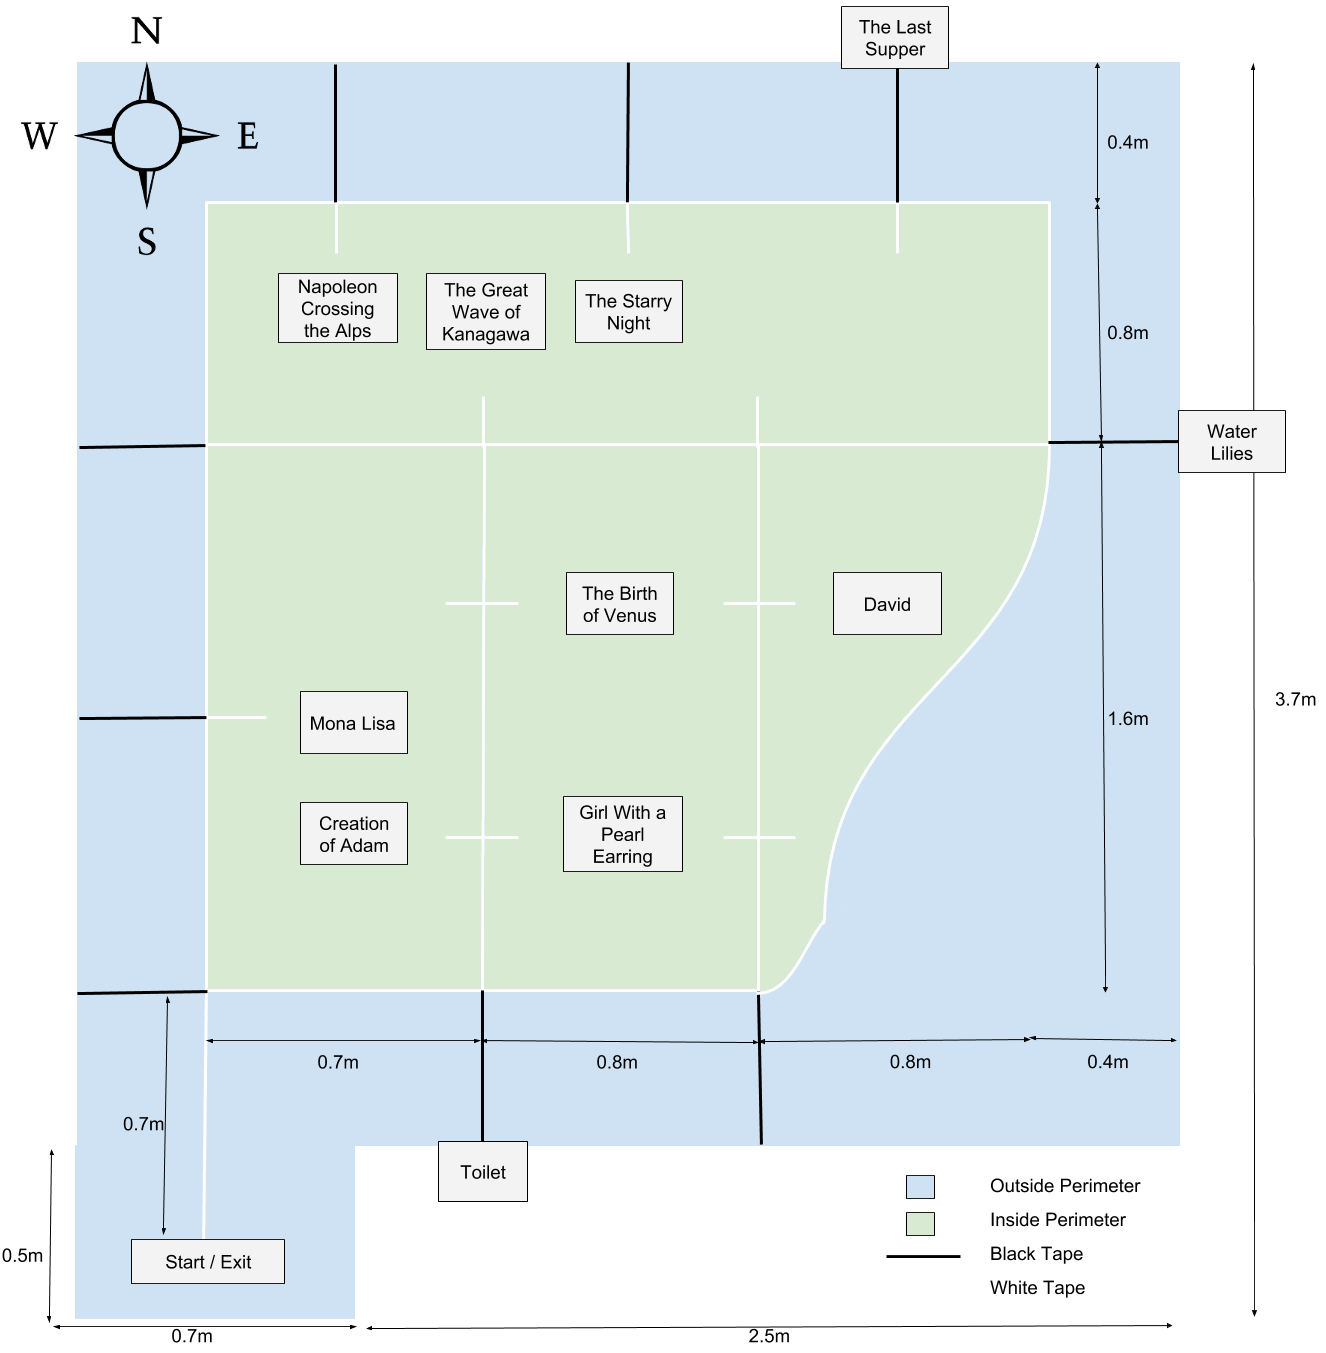 N
W
E
S
The Last
Supper
0.4m
Napoleon
Crossing
the Alps
The Great
Wave of
Kanagawa
The Starry
Night
0.8m
Water
Lilies
The Birth
of Venus
David
Mona Lisa
3.7m
1.6m
Creation
of Adam
Girl With a
Pearl
Earring
0.7m
0.8m
0.8m
0.4m
0.7m
Toilet
Outside Perimeter
Inside Perimeter
Black Tape
White Tape
Start / Exit
0.5m
0.7m
2.5m